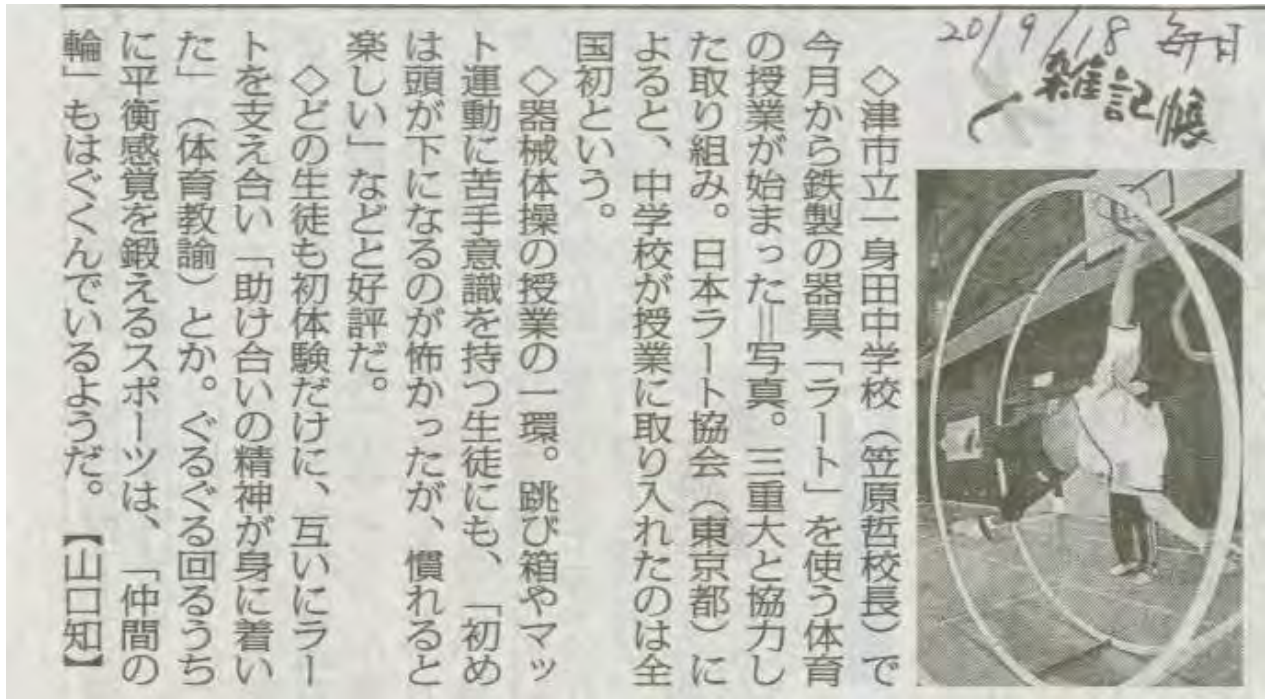 20/9/18 毎日
雑記帳
◇津市立一身田中学校（笠原哲校長）で
今月から鉄製の器具「ラート」を使う体育
の授業が始まった＝写真。三重大と協力し
た取り組み。日本ラート協会（東京都）に
よると、中学校が授業に取り入れたのは全
国初という。
◇器械体操の授業の一環。跳び箱やマッ
ト運動に苦手意識を持つ生徒にも、「初め
は頭が下になるのが怖かったが、慣れると
楽しい」などと好評だ。
◇どの生徒も初体験だけに、互いにラー
トを支え合い「助け合いの精神が身に着い
た」（体育教諭）とか。ぐるぐる回るうち
に平衡感覚を鍛えるスポーツは、「仲間の
輪」もはぐくんでいるようだ。【山口知】